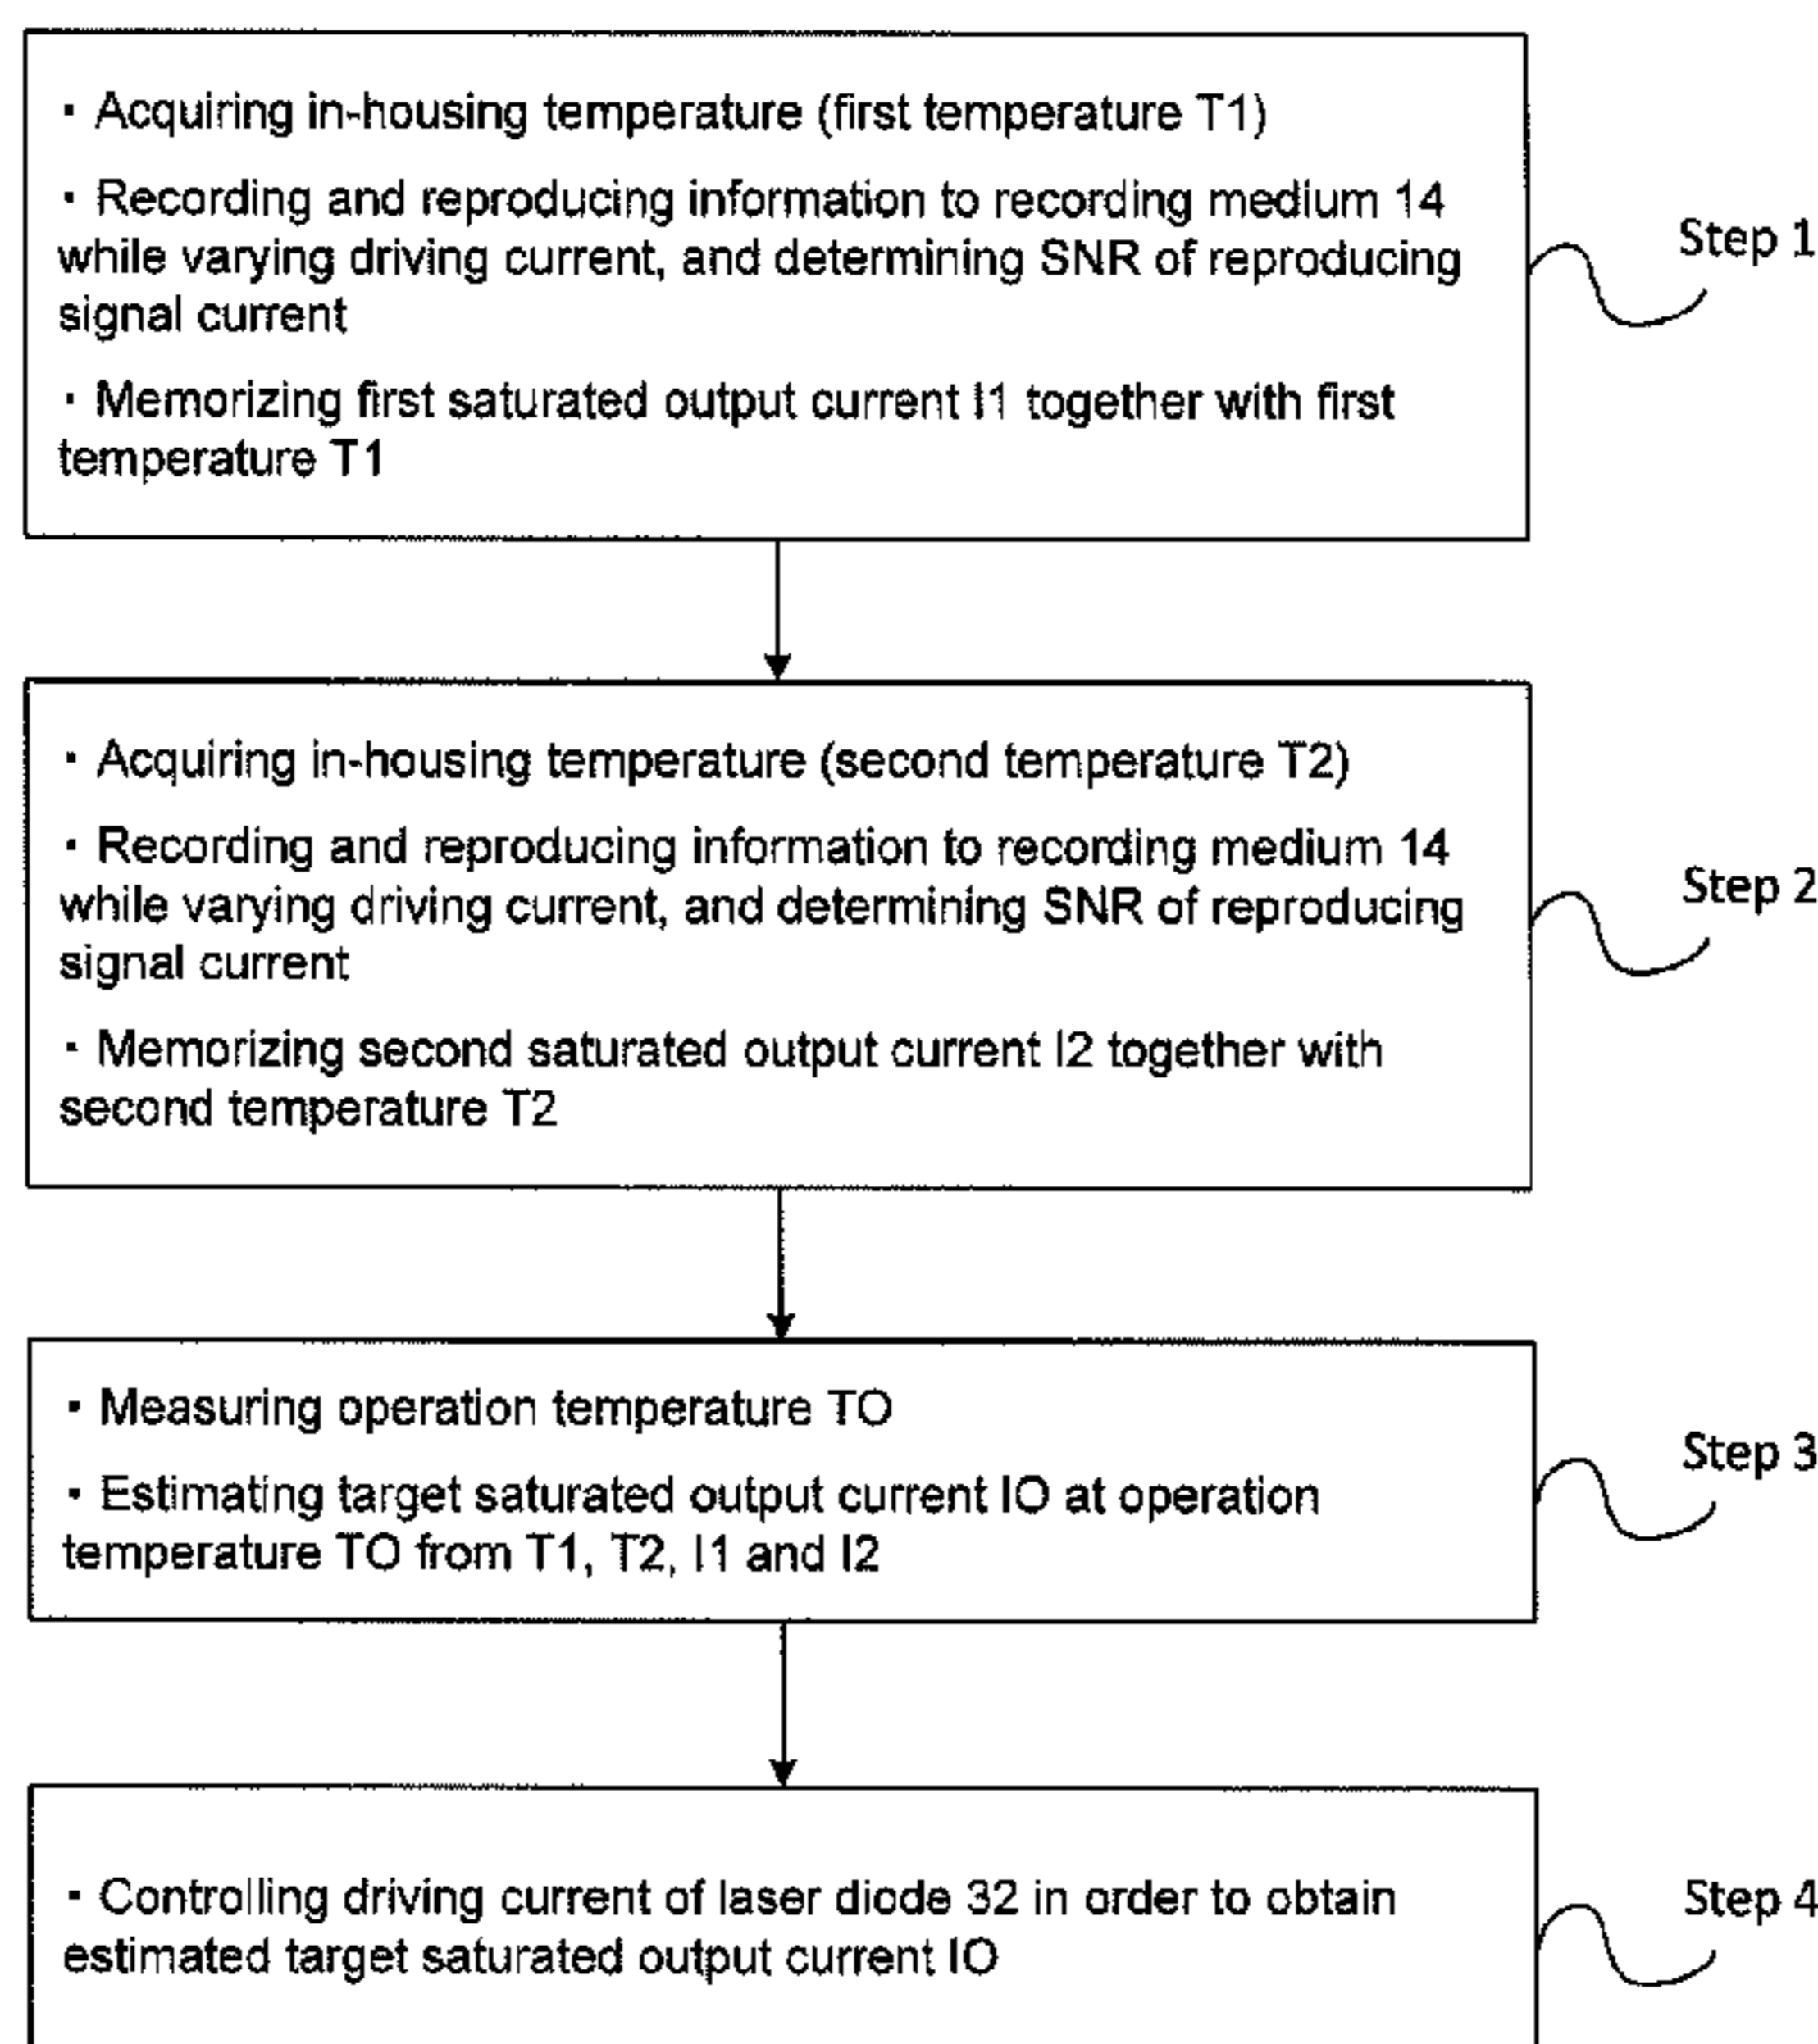 · Acquiring in-housing temperature (first temperature T1)
· Recording and reproducing information to recording medium 14
while varying driving current, and determining SNR of reproducing
signal current
· Memorizing first saturated output current I1 together with first
temperature T1
Step 1
· Acquiring in-housing temperature (second temperature T2)
· Recording and reproducing information to recording medium 14
while varying driving current, and determining SNR of reproducing
signal current
· Memorizing second saturated output current I2 together with
second temperature T2
Step 2
· Measuring operation temperature TO
· Estimating target saturated output current IO at operation
temperature TO from T1, T2, I1 and I2
Step 3
· Controlling driving current of laser diode 32 in order to obtain
estimated target saturated output current IO
Step 4